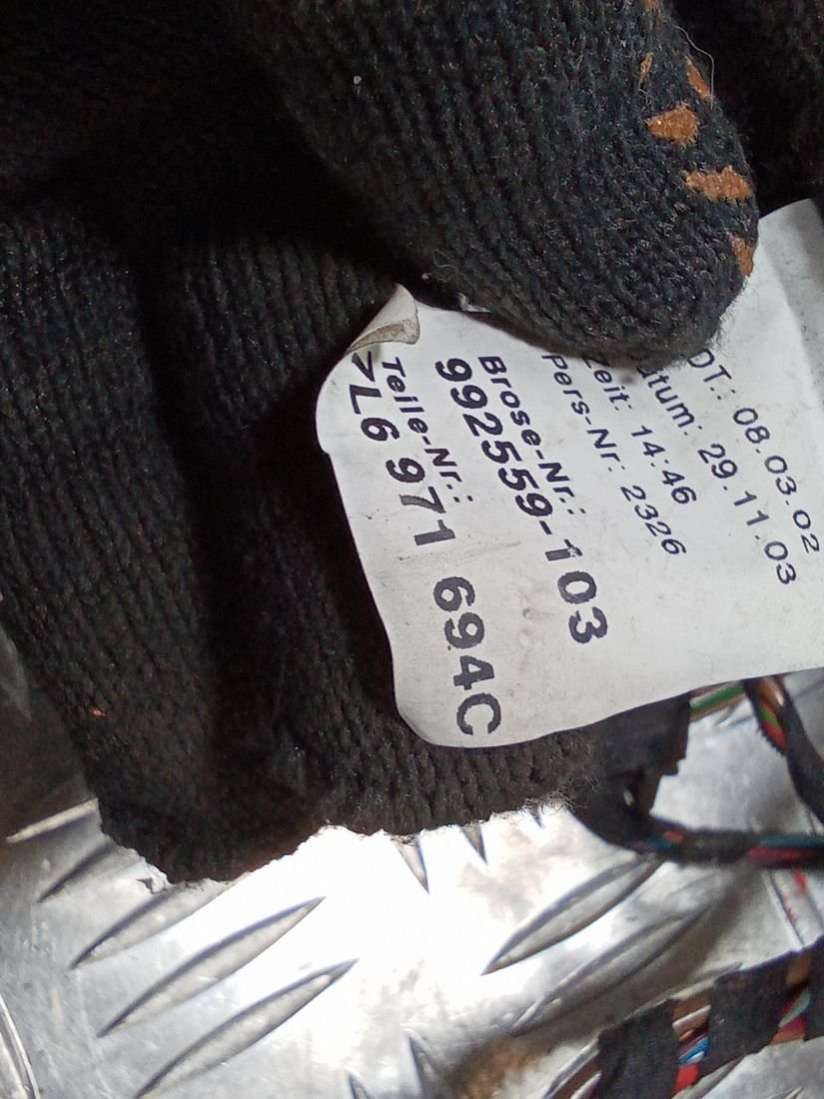 DT.: 08.03.02
atum: 29.11.03
Zeit: 14:46
Pers-Nr: 2326
Brose-Nr.:
992559-103
Teile-Nr.:
7L6 971 694C